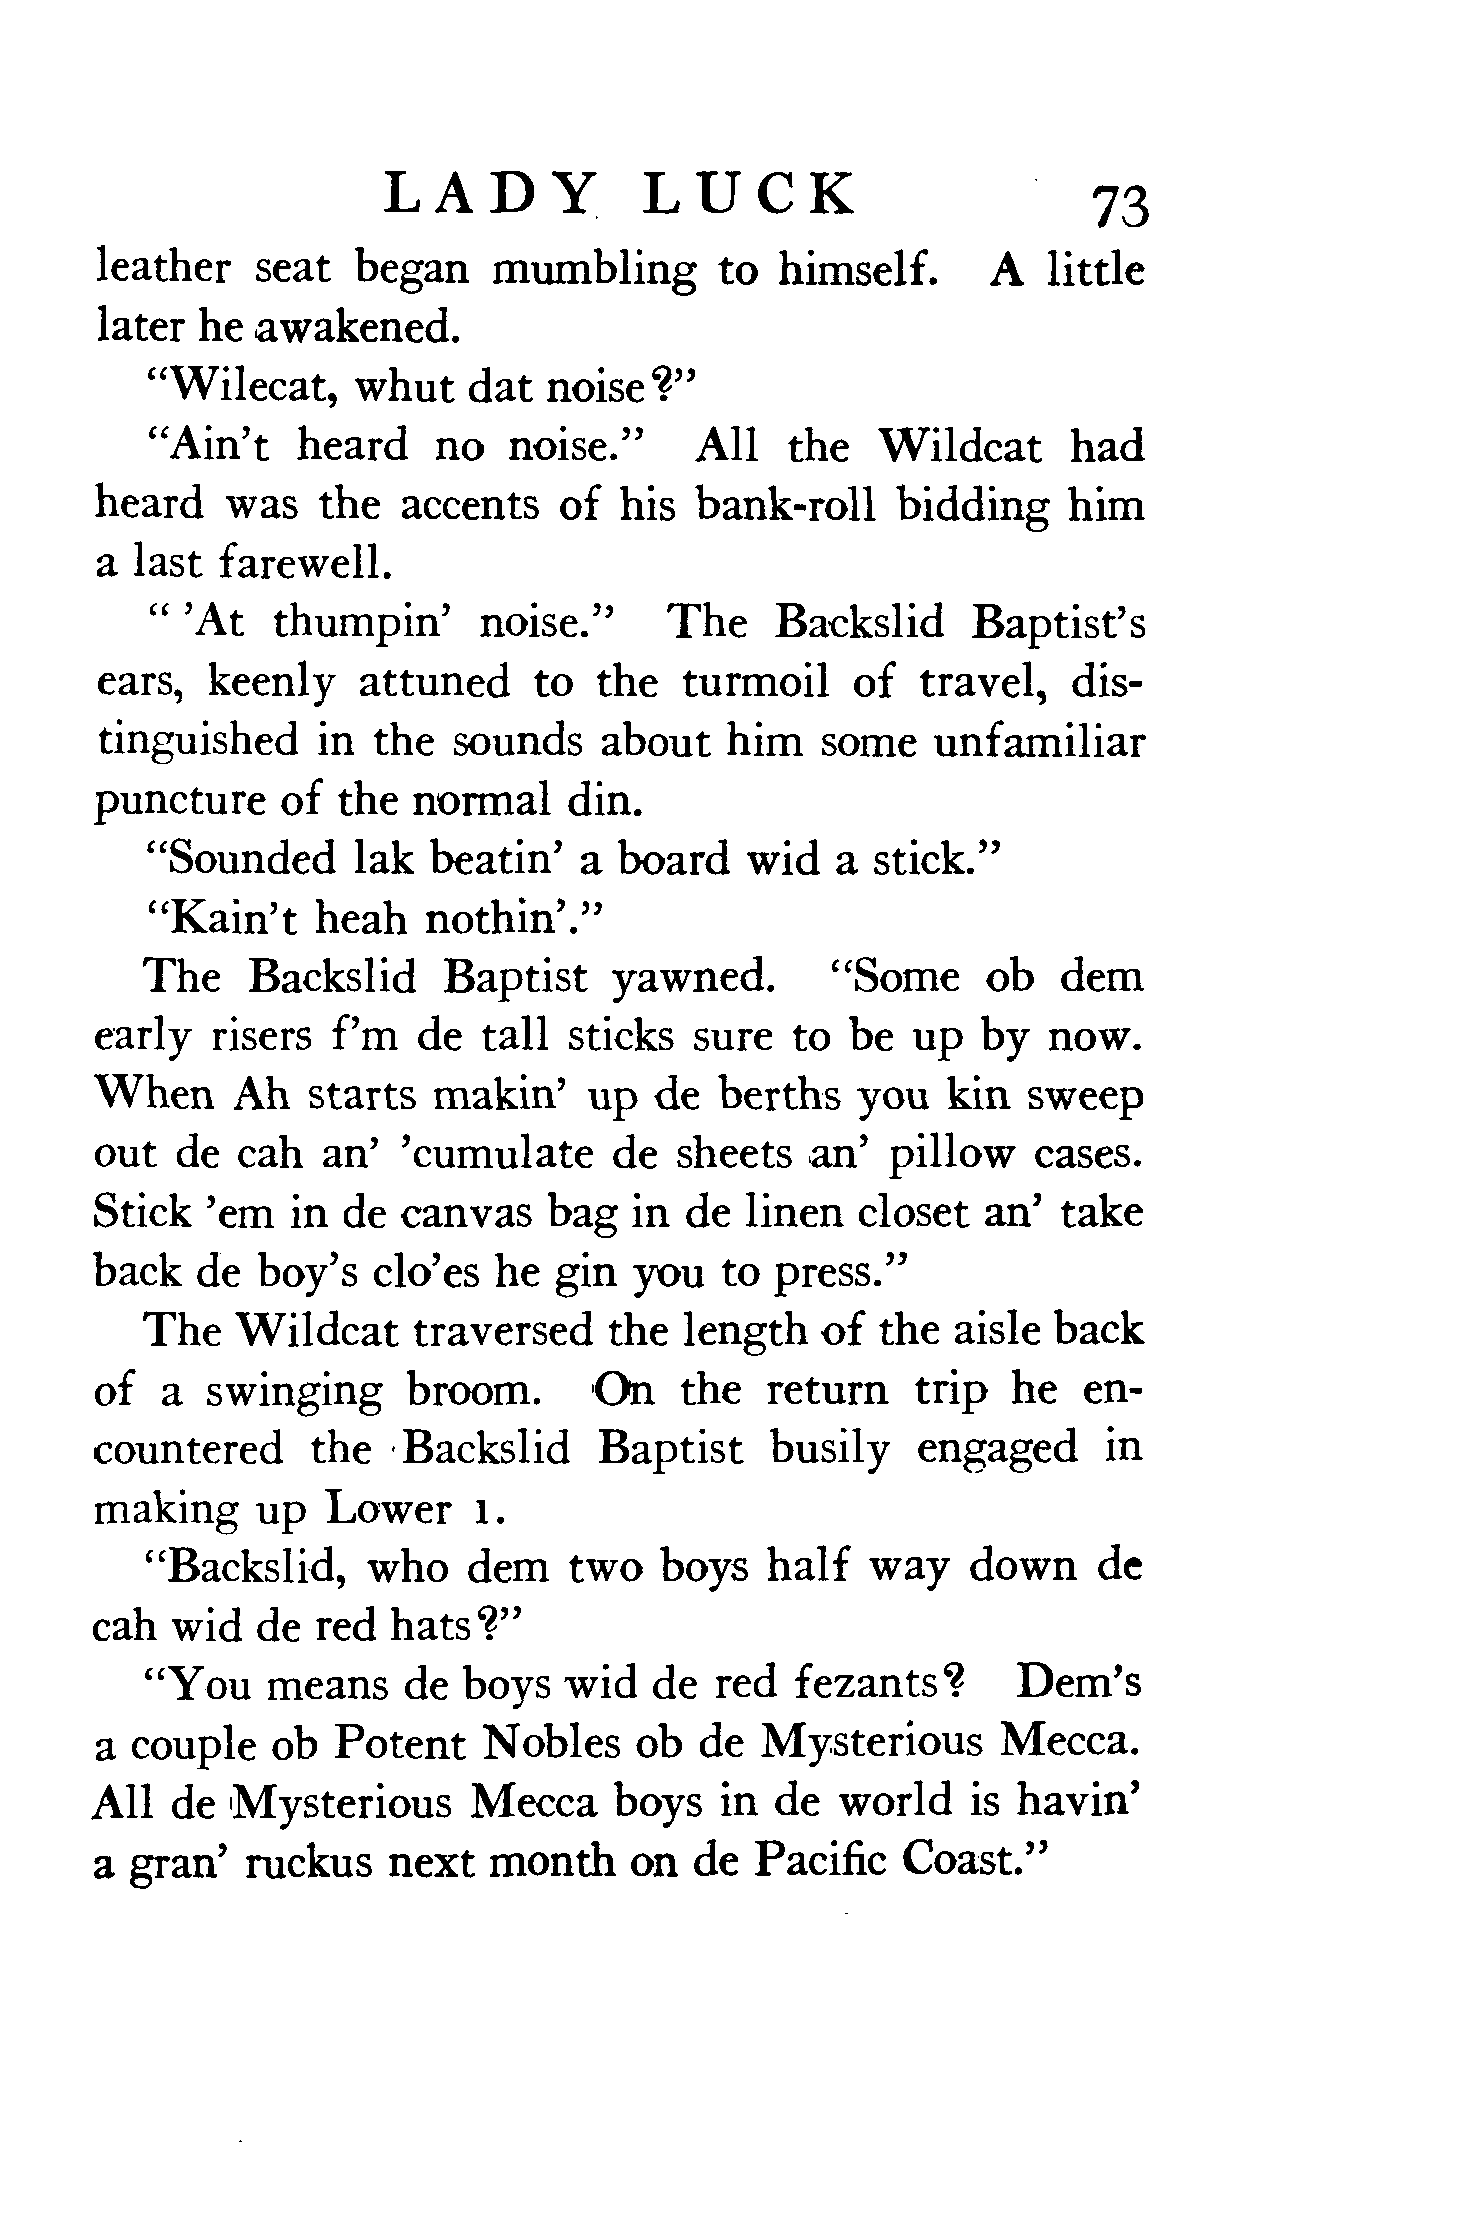 LADY LUCK 73
leather seat began mumbling to himself. A little
later he awakened.
“Wilecat, whut dat noise?”
“Ain’t heard no noise.” All the Wildcat had
heard was the accents of his bank-roll bidding him
a last farewell.
“ ’At thumpin’ noise.” The Backslid Baptist’s
ears, keenly attuned to the turmoil of travel, dis-
tinguished in the sounds about him some unfamiliar
puncture of the normal din.
“Sounded lak beatin’ a board wid a stick.”
“Kain’t heah nothin’.”
The Backslid Baptist yawned. “Some ob dem
early risers f’m de tall sticks sure to be up by now.
When Ah starts makin’ up de berths you kin sweep
out de cah an’ ’cumulate de sheets an’ pillow cases.
Stick ’em in de canvas bag in de linen closet an’ take
back de boy’s clo’es he gin you to press.”
The Wildcat traversed the length of the aisle back
of a swinging broom. On the return trip he en-
countered the Backslid Baptist busily engaged in
making up Lower 1.
“Backslid, who dem two boys half way down de
cah wid de red hats?”
“You means de boys wid de red fezants? Dem’s
a couple ob Potent Nobles ob de Mysterious Mecca.
All de Mysterious Mecca boys in de world is havin’
a gran’ ruckus next month on de Pacific Coast.”